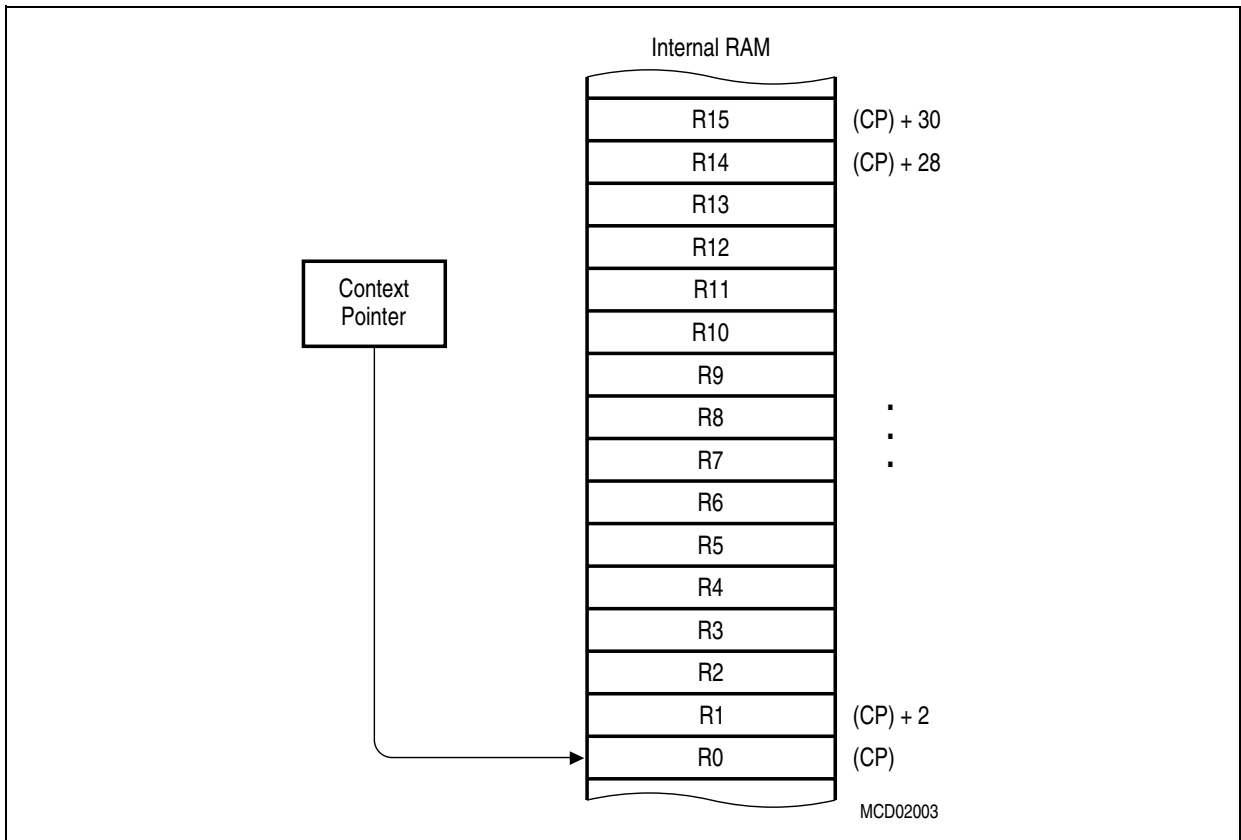 Internal RAM
R15 (CP) + 30
R14 (CP) + 28
R13
R12
Context
Pointer
R11
R10
R9
R8
R7
.
.
.
R6
R5
R4
R3
R2
R1 (CP) + 2
R0 (CP)
MCD02003